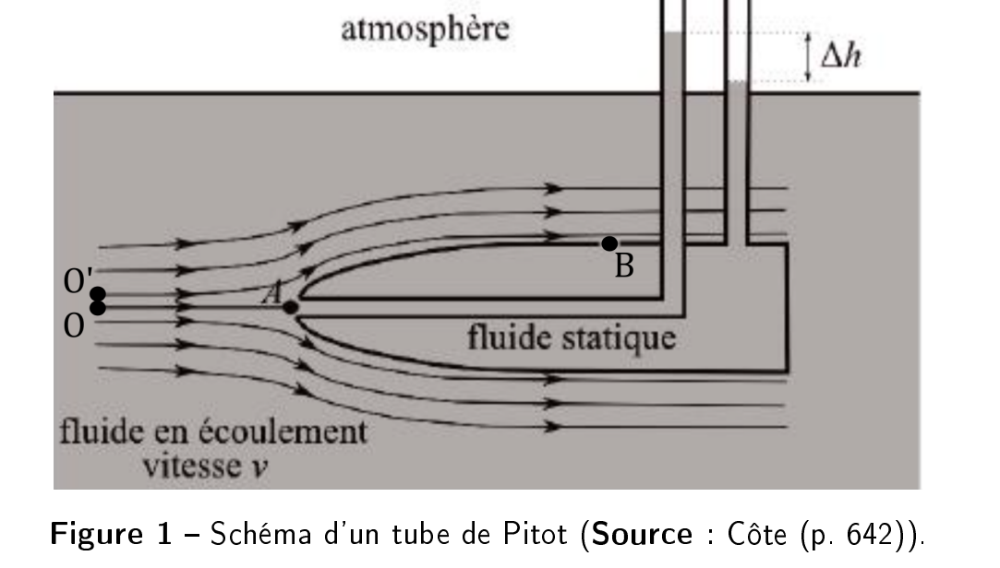 atmosphère
Δh
O'
A
B
O
fluide statique
fluide en écoulement
vitesse v
Figure 1 – Schéma d'un tube de Pitot (Source : Côte (p. 642)).